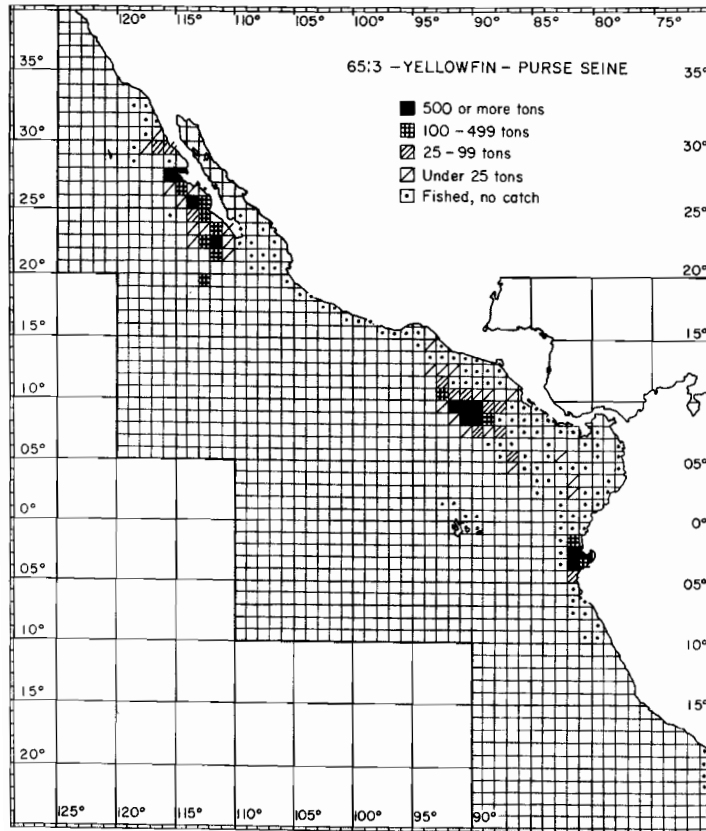 120° 115° 110° 105° 100° 95° 90° 85° 80° 75°
65:3 – YELLOWFIN – PURSE SEINE
500 or more tons
100 – 499 tons
25 – 99 tons
Under 25 tons
Fished, no catch
35° 35°
30° 30°
25° 25°
20° 20°
15° 15°
10°
05° 05°
0° 0°
05° 05°
10° 10°
15° 15°
20°
125° 120° 115° 110° 105° 100° 95° 90°